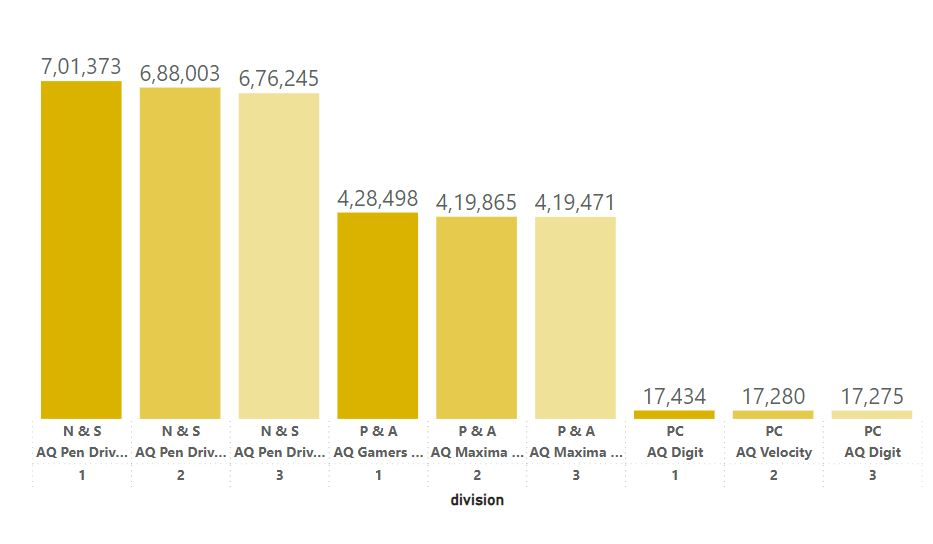 7,01,373 6,88,003 6,76,245 4,28,498 4,19,865 4,19,471 17,434 17,280 17,275
N & S N & S N & S P & A P & A P & A PC PC PC
AQ Pen Driv... AQ Pen Driv... AQ Pen Driv... AQ Gamers ... AQ Maxima ... AQ Maxima ... AQ Digit AQ Velocity AQ Digit
1 2 3 1 2 3 1 2 3
division